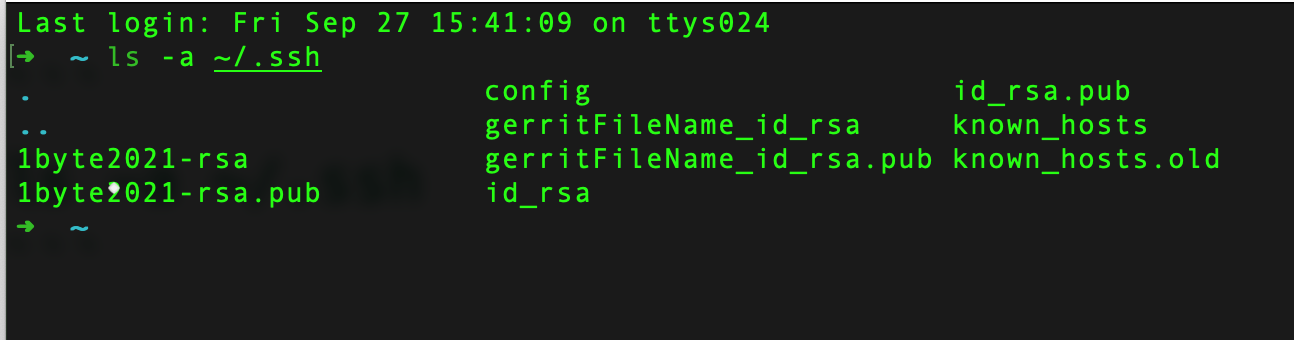 Last login: Fri Sep 27 15:41:09 on ttys024
[➜  ~ ls -a ~/.ssh
.                          config                     id_rsa.pub
..                         gerritFileName_id_rsa      known_hosts
1byte2021-rsa              gerritFileName_id_rsa.pub  known_hosts.old
1byte2021-rsa.pub          id_rsa
➜  ~